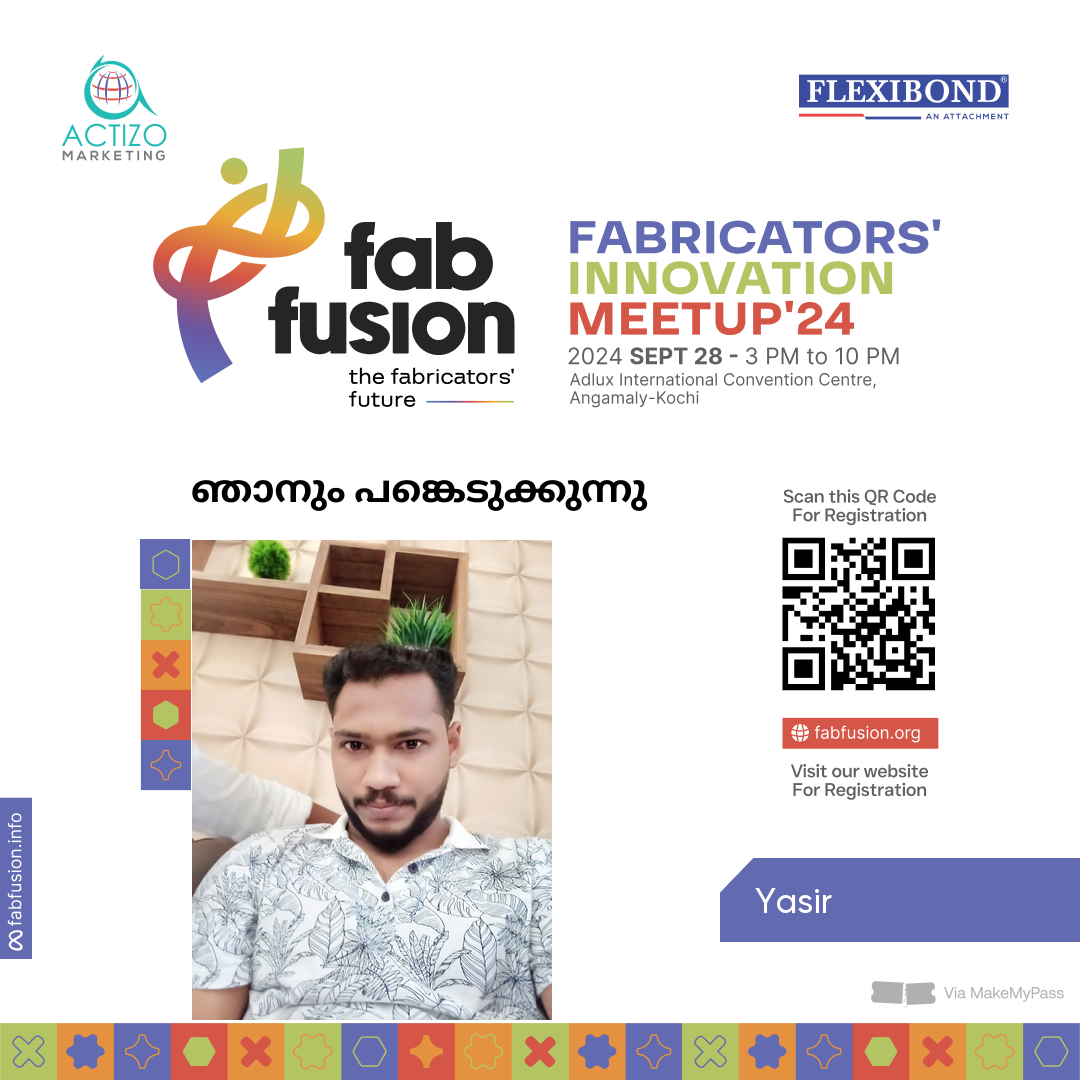 ACTIZO
MARKETING
FLEXIBOND®
AN ATTACHMENT
fab
fusion
the fabricators'
future
FABRICATORS'
INNOVATION
MEETUP'24
2024 SEPT 28 - 3 PM to 10 PM
Adlux International Convention Centre,
Angamaly-Kochi
ഞാനും പങ്കെടുക്കുന്നു
Scan this QR Code
For Registration
fabfusion.org
Visit our website
For Registration
fabfusion.info
Yasir
Via MakeMyPass